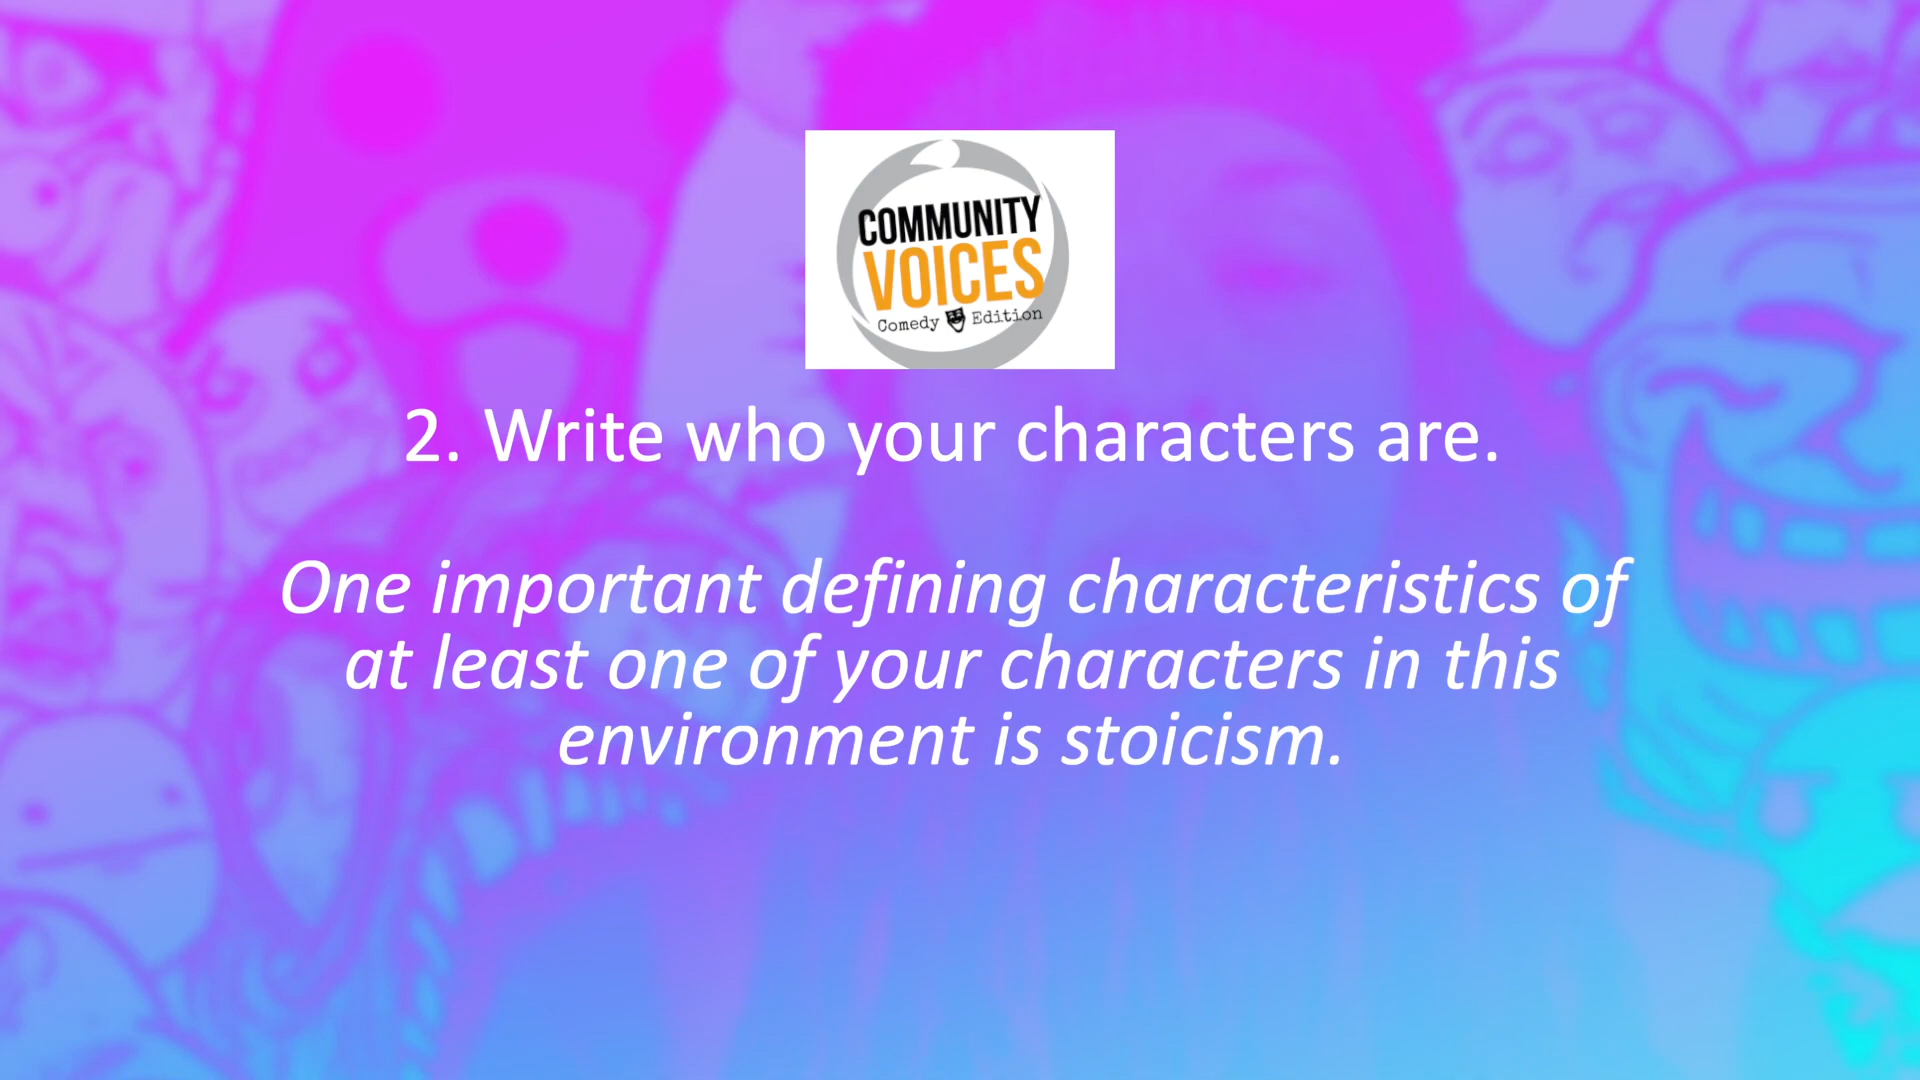 COMMUNITY
VOICES
Comedy Edition
2. Write who your characters are.
One important defining characteristics of
at least one of your characters in this
environment is stoicism.